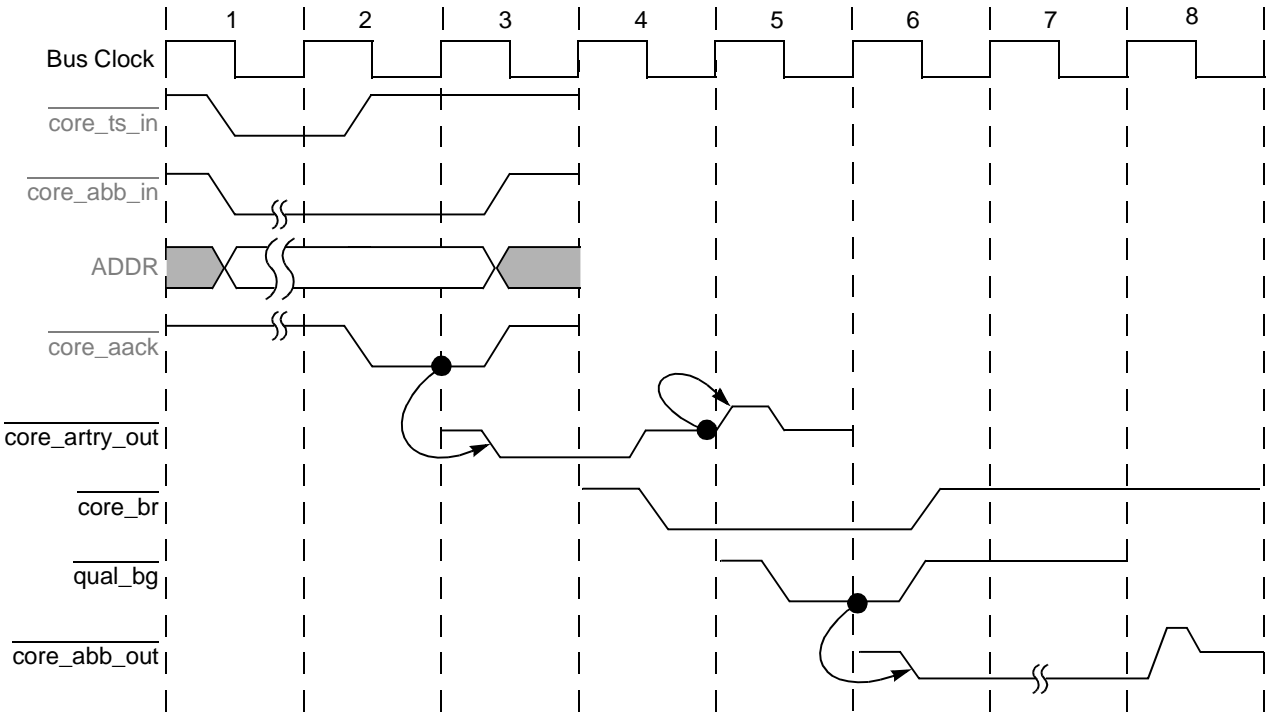 1 2 3 4 5 6 7 8
Bus Clock
core_ts_in
core_abb_in
ADDR
core_aack
core_artry_out
core_br
qual_bg
core_abb_out